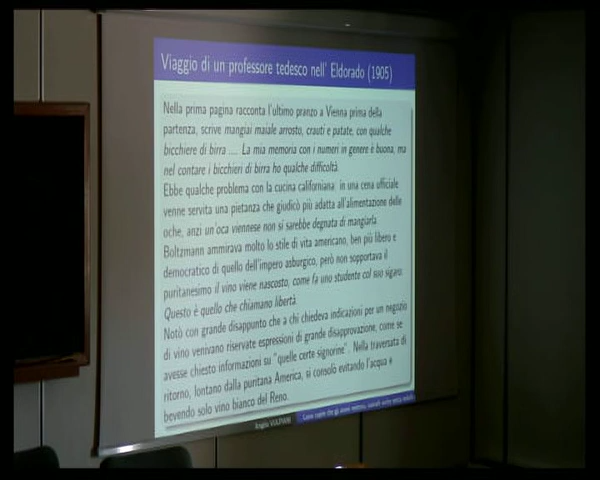 Viaggio di un professore tedesco nell' Eldorado (1905)
Nella prima pagina racconta l'ultimo pranzo a Vienna prima della
partenza, scrive mangiai maiale arrosto, crauti e patate, con qualche
bicchiere di birra .... La mia memoria con i numeri in genere è buona, ma
nel contare i bicchieri di birra ho qualche difficoltà.
Ebbe qualche problema con la cucina californiana: in una cena ufficiale
venne servita una pietanza che giudicò più adatta all'alimentazione delle
oche, anzi un'oca viennese non si sarebbe degnata di mangiarla.
Boltzmann ammirava molto lo stile di vita americano, ben più libero e
democratico di quello dell'impero asburgico, però non sopportava il
puritanesimo il vino viene nascosto, come fa uno studente col suo sigaro.
Questo è quello che chiamano libertà.
Notò con grande disappunto che a chi chiedeva indicazioni per un negozio
di vino venivano riservate espressioni di grande disapprovazione, come se
avesse chiesto informazioni su "quelle certe signorine". Nella traversata di
ritorno, lontano dalla puritana America, si consolò evitando l'acqua e
bevendo solo vino bianco del Reno.
Angelo VULPIANI